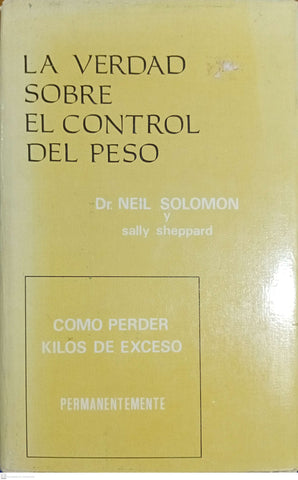 LA VERDAD
SOBRE
EL CONTROL
DEL PESO
Dr. NEIL SOLOMON
y
sally sheppard
COMO PERDER
KILOS DE EXCESO
PERMANENTEMENTE